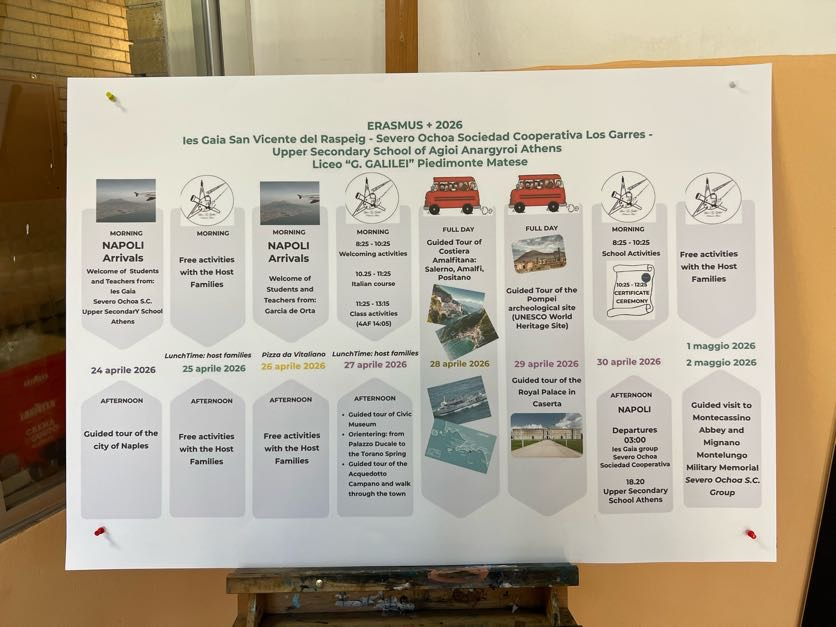 ERASMUS + 2026
Ies Gaia San Vicente del Raspeig - Severo Ochoa Sociedad Cooperativa Los Garres -
Upper Secondary School of Agioi Anargyroi Athens
Liceo “G. GALILEI” Piedimonte Matese
MORNING
NAPOLI
Arrivals
Welcome of Students
and Teachers from:
Ies Gaia
Severo Ochoa S.C.
Upper SecondarY School
Athens
24 aprile 2026
AFTERNOON
Guided tour of the
city of Naples
MORNING
Free activities
with the Host
Families
LunchTime: host families
25 aprile 2026
AFTERNOON
Free activities
with the Host
Families
MORNING
NAPOLI
Arrivals
Welcome of
Students and
Teachers from:
Garcia de Orta
Pizza da Vitaliano
26 aprile 2026
AFTERNOON
Free activities
with the Host
Families
MORNING
8:25 - 10:25
Welcoming activities
10:25 - 11:25
Italian course
11:25 - 13:15
Class activities
(4AF 14:05)
LunchTime: host families
27 aprile 2026
AFTERNOON
• Guided tour of Civic
Museum
• Orientering: from
Palazzo Ducale to
the Torano Spring
• Guided tour of the
Acquedotto
Campano and walk
through the town
FULL DAY
Guided Tour of
Costiera
Amalfitana:
Salerno, Amalfi,
Positano
28 aprile 2026
FULL DAY
Guided Tour of the
Pompei
archeological site
(UNESCO World
Heritage Site)
29 aprile 2026
Guided tour of the
Royal Palace in
Caserta
MORNING
8:25 - 10:25
School Activities
10:25 - 12:25
CERTIFICATE
CEREMONY
30 aprile 2026
AFTERNOON
NAPOLI
Departures
03:00
Ies Gaia group
Severo Ochoa
Sociedad Cooperativa
18.20
Upper Secondary
School Athens
MORNING
Free activities
with the Host
Families
1 maggio 2026
2 maggio 2026
Guided visit to
Montecassino
Abbey and
Mignano
Montelungo
Military Memorial
Severo Ochoa S.C.
Group
LAVAZZA
CREMA